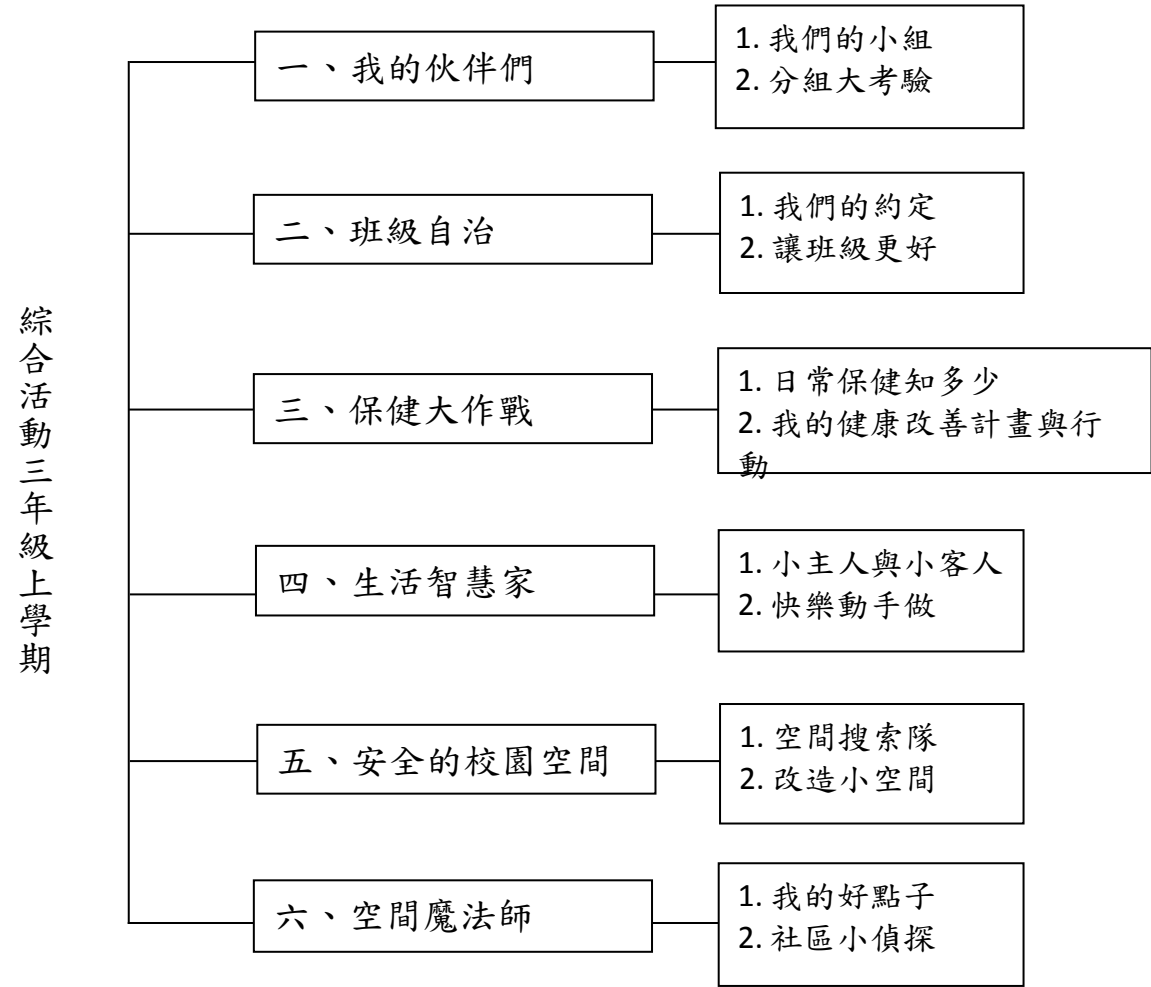 綜合活動三年級上學期
一、我的伙伴們
1. 我們的小組
2. 分組大考驗
二、班級自治
1. 我們的約定
2. 讓班級更好
三、保健大作戰
1. 日常保健知多少
2. 我的健康改善計畫與行
動
四、生活智慧家
1. 小主人與小客人
2. 快樂動手做
五、安全的校園空間
1. 空間搜索隊
2. 改造小空間
六、空間魔法師
1. 我的好點子
2. 社區小偵探